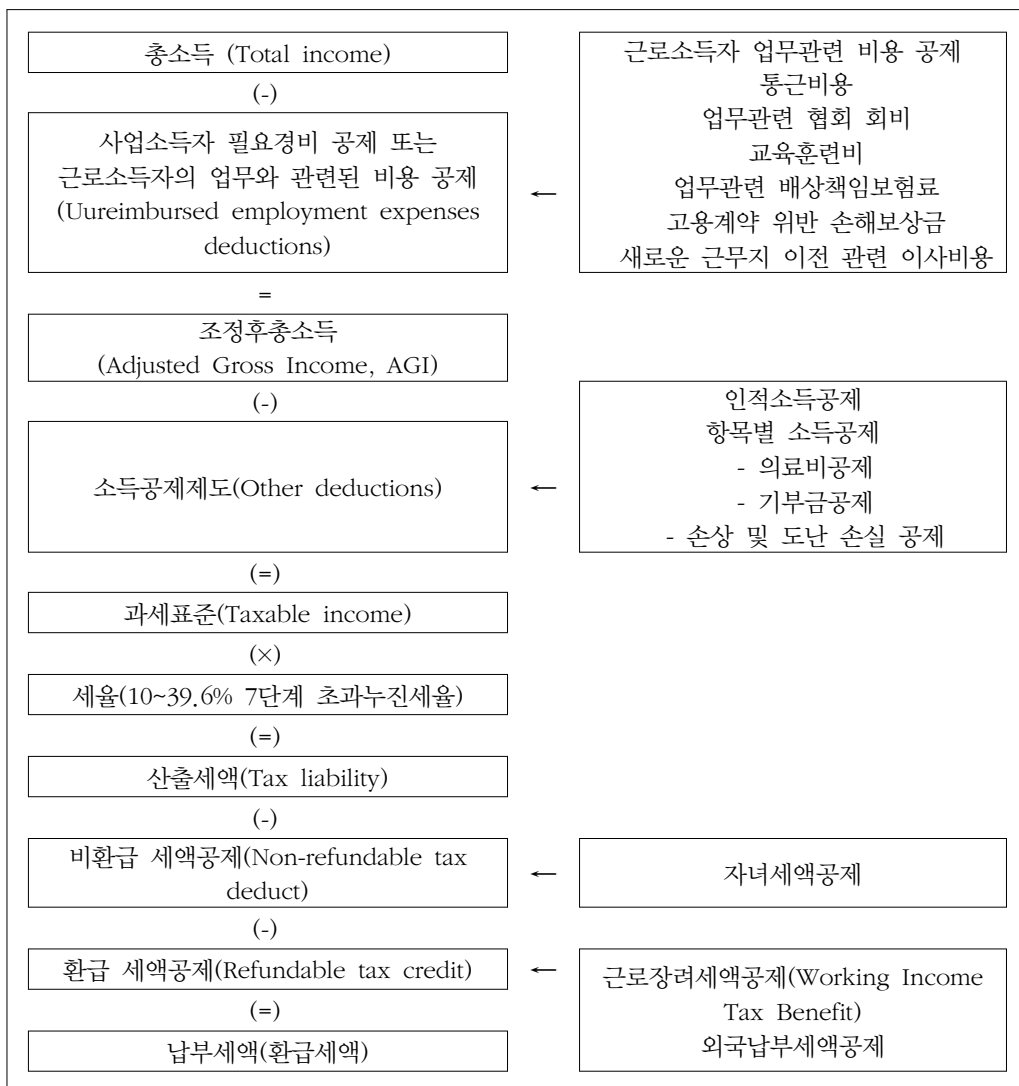 총소득 (Total income)
(-)
사업소득자 필요경비 공제 또는
근로소득자의 업무와 관련된 비용 공제
(Uureimbursed employment expenses
deductions)
←
근로소득자 업무관련 비용 공제
통근비용
업무관련 협회 회비
교육훈련비
업무관련 배상책임보험료
고용계약 위반 손해보상금
새로운 근무지 이전 관련 이사비용
=
조정후총소득
(Adjusted Gross Income, AGI)
(-)
소득공제제도(Other deductions)
←
인적소득공제
항목별 소득공제
- 의료비공제
- 기부금공제
- 손상 및 도난 손실 공제
(=)
과세표준(Taxable income)
(×)
세율(10~39.6% 7단계 초과누진세율)
(=)
산출세액(Tax liability)
(-)
비환급 세액공제(Non-refundable tax
deduct)
←
자녀세액공제
(-)
환급 세액공제(Refundable tax credit)
←
근로장려세액공제(Working Income
Tax Benefit)
외국납부세액공제
(=)
납부세액(환급세액)